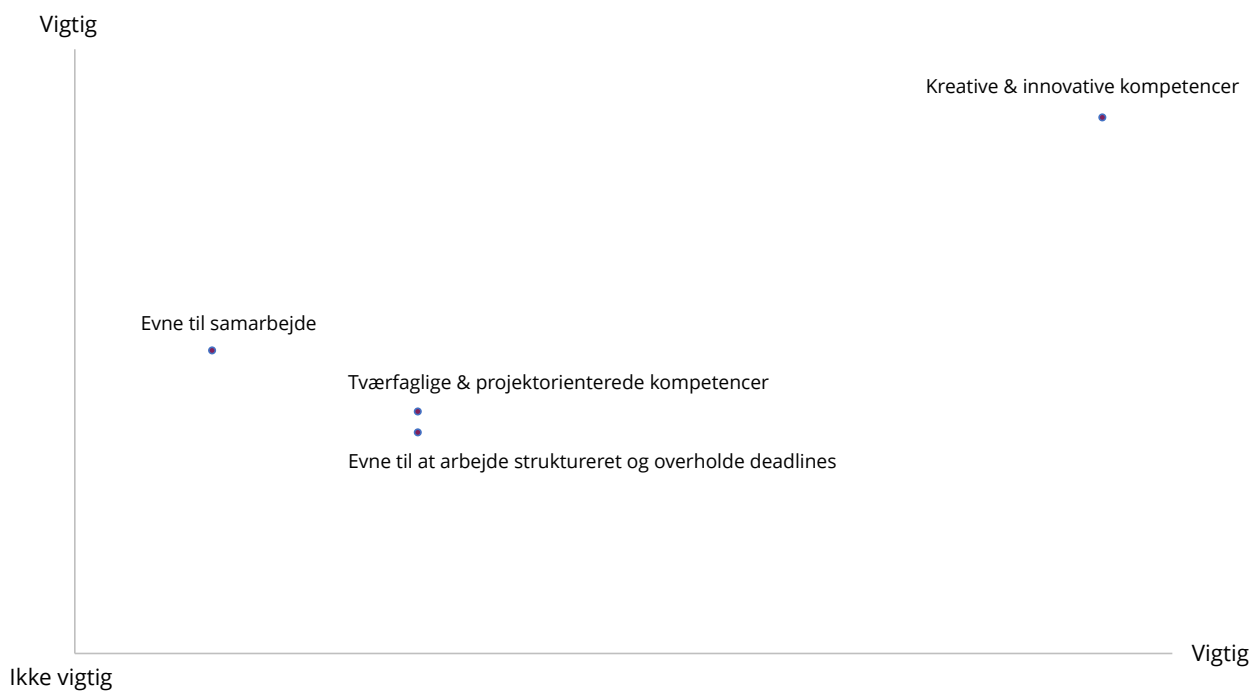 Vigtig
Kreative & innovative kompetencer
Evne til samarbejde
Tværfaglige & projektorienterede kompetencer
Evne til at arbejde struktureret og overholde deadlines
Vigtig
Ikke vigtig